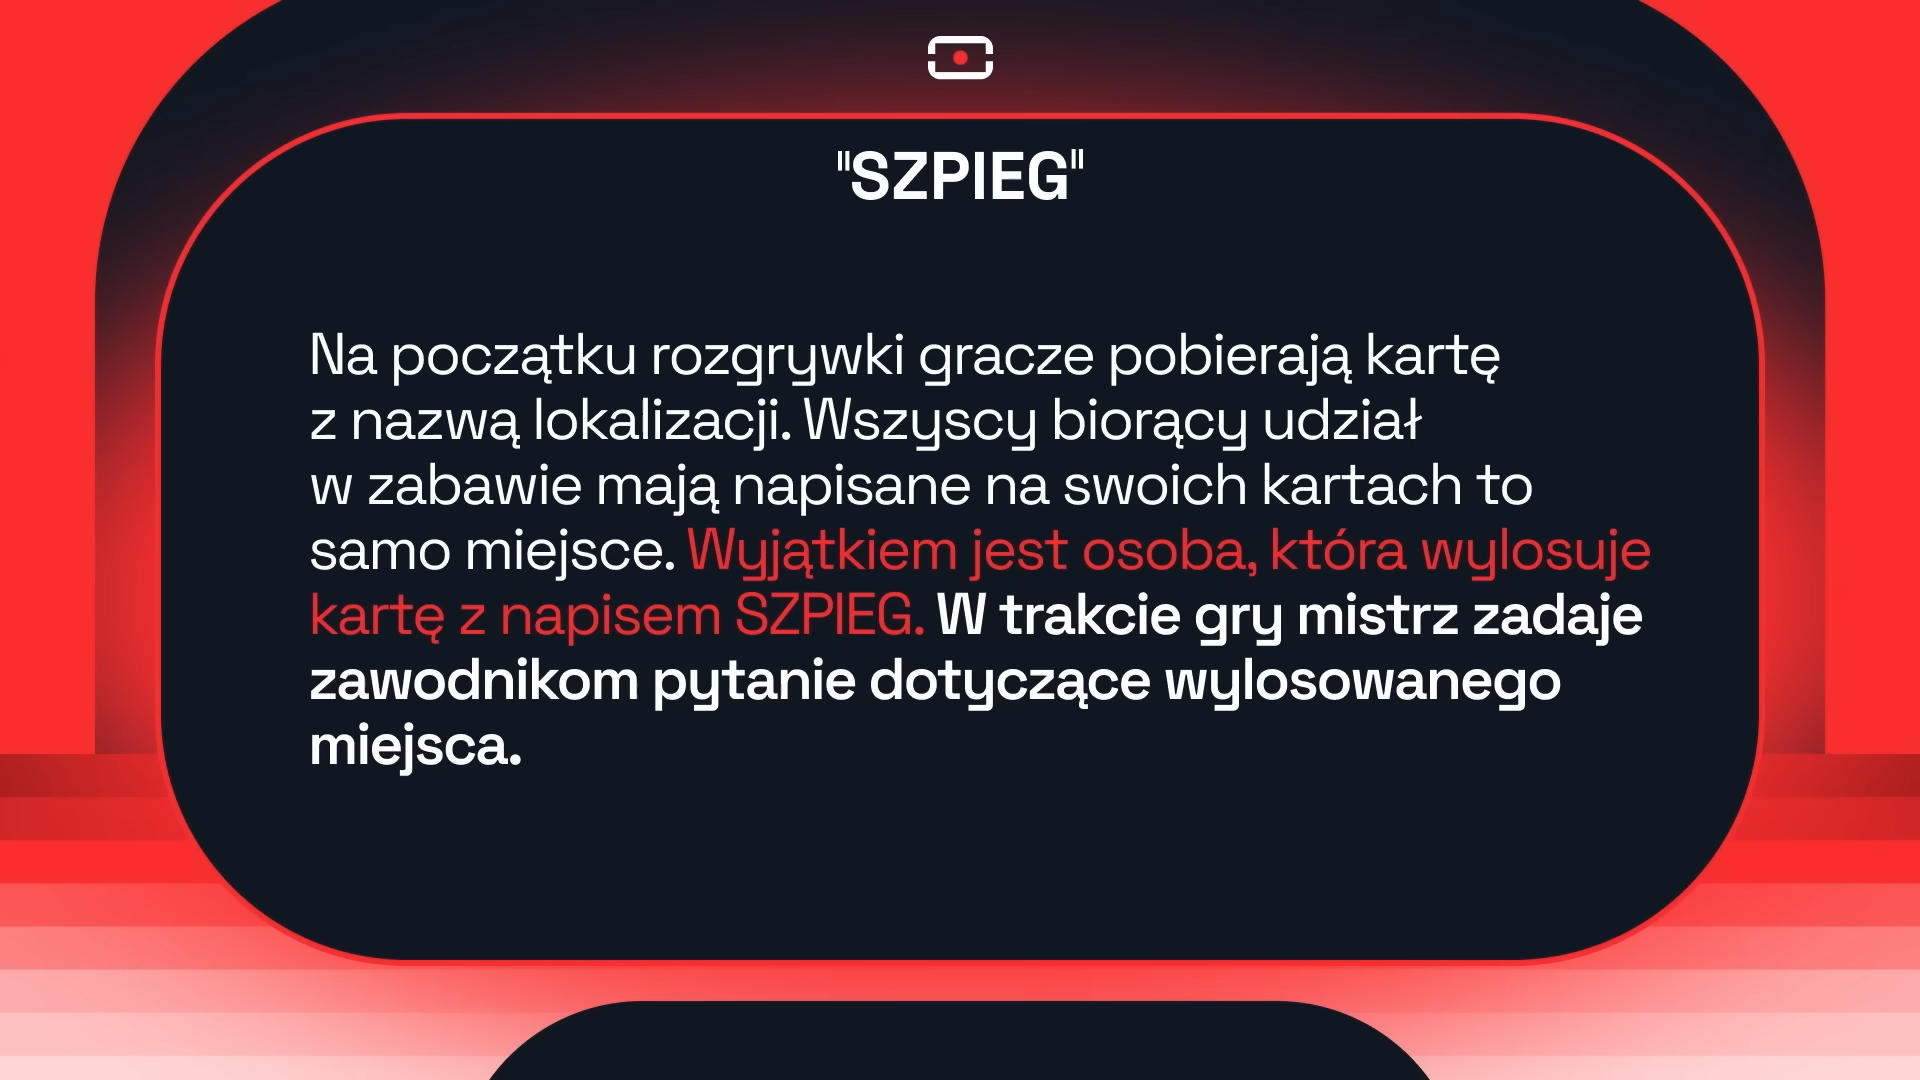 "SZPIEG"
Na początku rozgrywki gracze pobierają kartę
z nazwą lokalizacji. Wszyscy biorący udział
w zabawie mają napisane na swoich kartach to
samo miejsce. Wyjątkiem jest osoba, która wylosuje
kartę z napisem SZPIEG. W trakcie gry mistrz zadaje
zawodnikom pytanie dotyczące wylosowanego
miejsca.